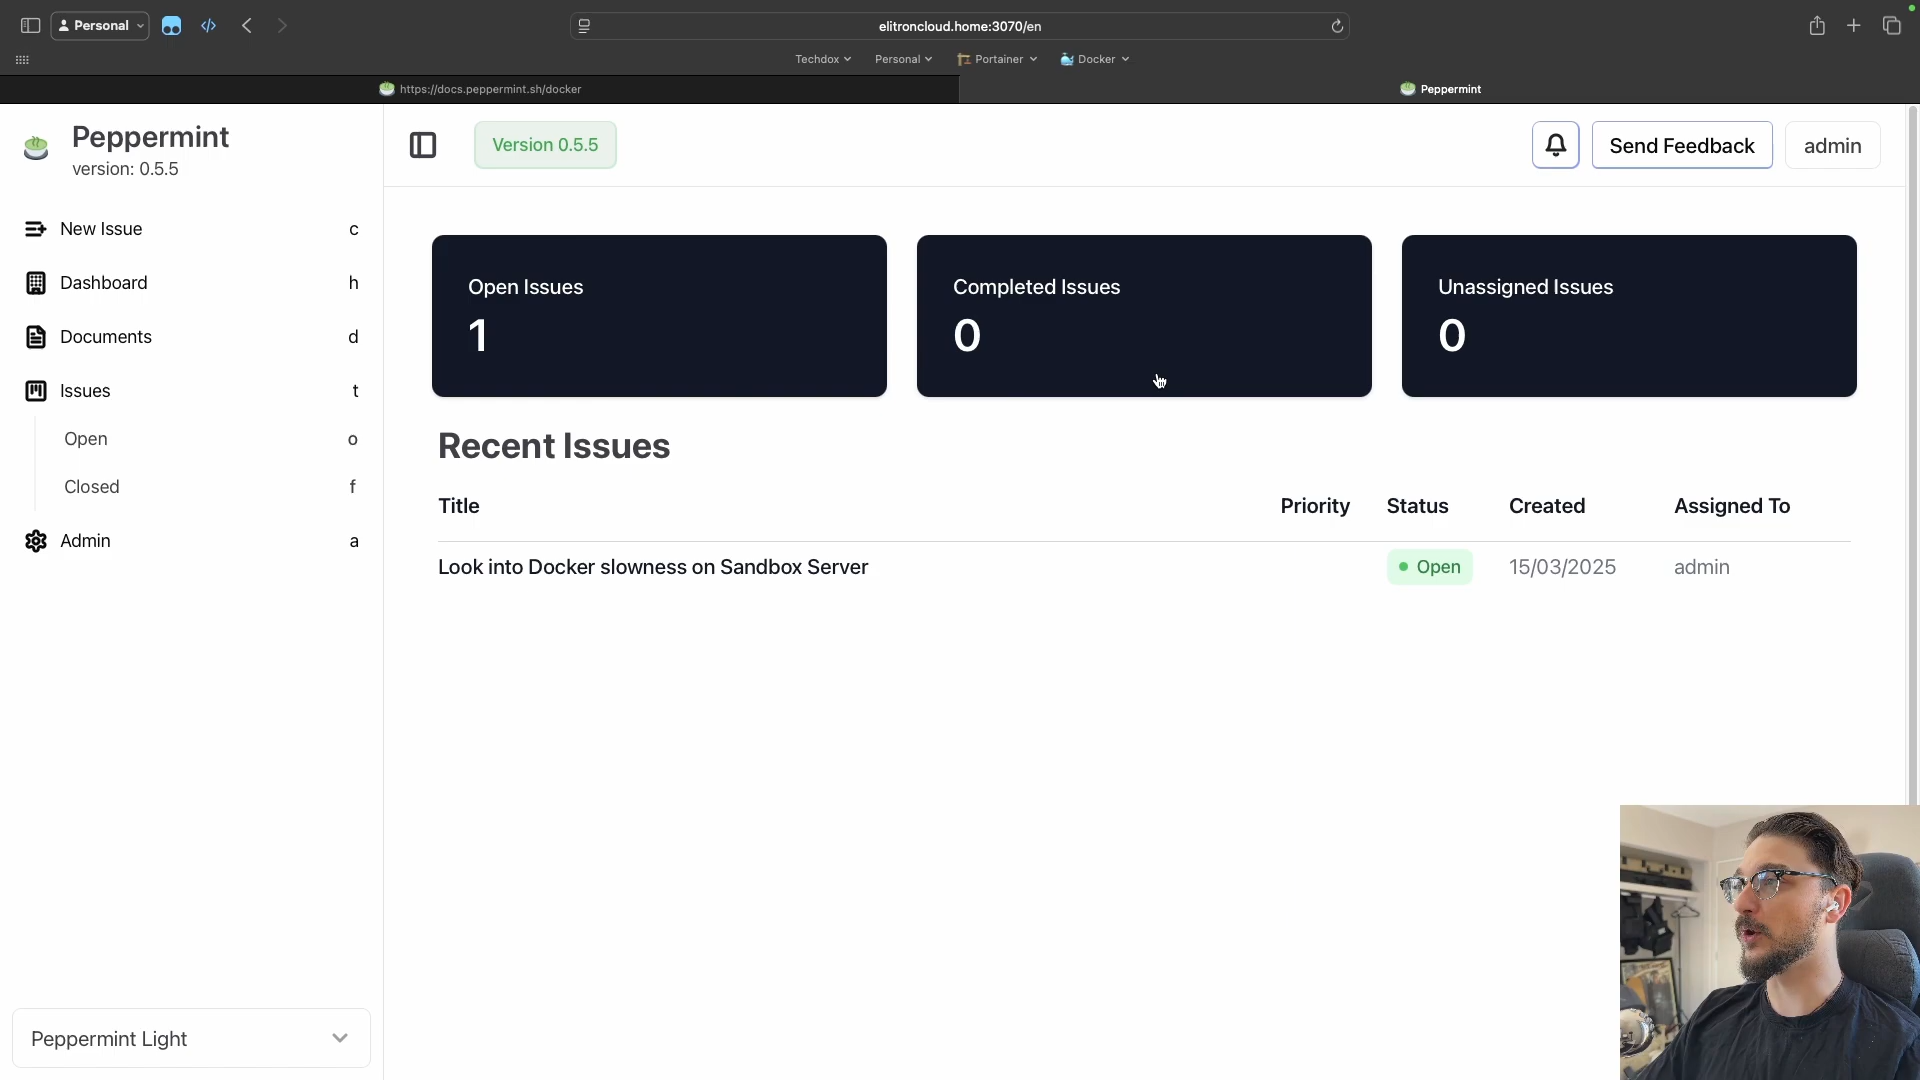 Personal
elitroncloud.home:3070/en
Techdox
Personal
Portainer
Docker
https://docs.peppermint.sh/docker
Peppermint
Peppermint
version: 0.5.5
Version 0.5.5
Send Feedback
admin
New Issue c
Dashboard h
Documents d
Issues t
Open o
Closed f
Admin a
Open Issues
1
Completed Issues
0
Unassigned Issues
0
Recent Issues
Title Priority Status Created Assigned To
Look into Docker slowness on Sandbox Server Open 15/03/2025 admin
Peppermint Light